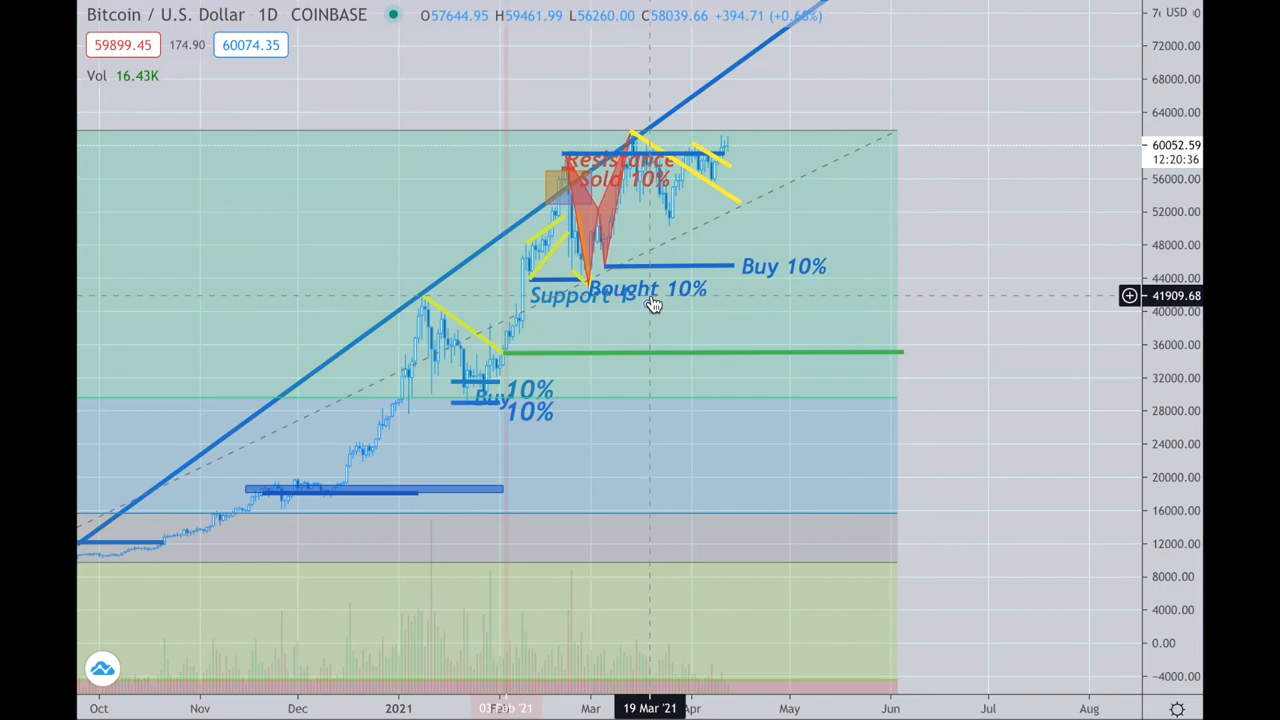 Bitcoin / U.S. Dollar 1D COINBASE O57644.95 H59461.99 L56260.00 C58039.66 +394.71 (+0.68%)
USD
59899.45 174.90 60074.35
Vol 16.43K
72000.00
68000.00
64000.00
60052.59
12:20:36
56000.00
52000.00
48000.00
44000.00
41909.68
40000.00
36000.00
32000.00
28000.00
24000.00
20000.00
16000.00
12000.00
8000.00
4000.00
0.00
-4000.00
Resistance
Sold 10%
Buy 10%
Bought 10%
Support
10%
Buy
10%
Oct Nov Dec 2021 03 Feb '21 Mar 19 Mar '21 Apr May Jun Jul Aug